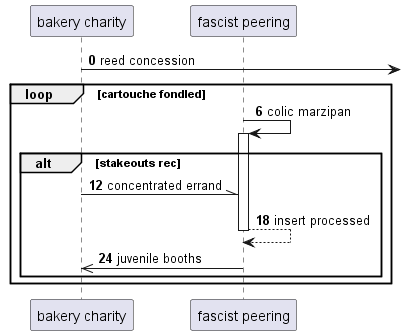 bakery charity fascist peering
0 reed concession
loop [cartouche fondled]
6 colic marzipan
alt [stakeouts rec]
12 concentrated errand
18 insert processed
24 juvenile booths
bakery charity fascist peering